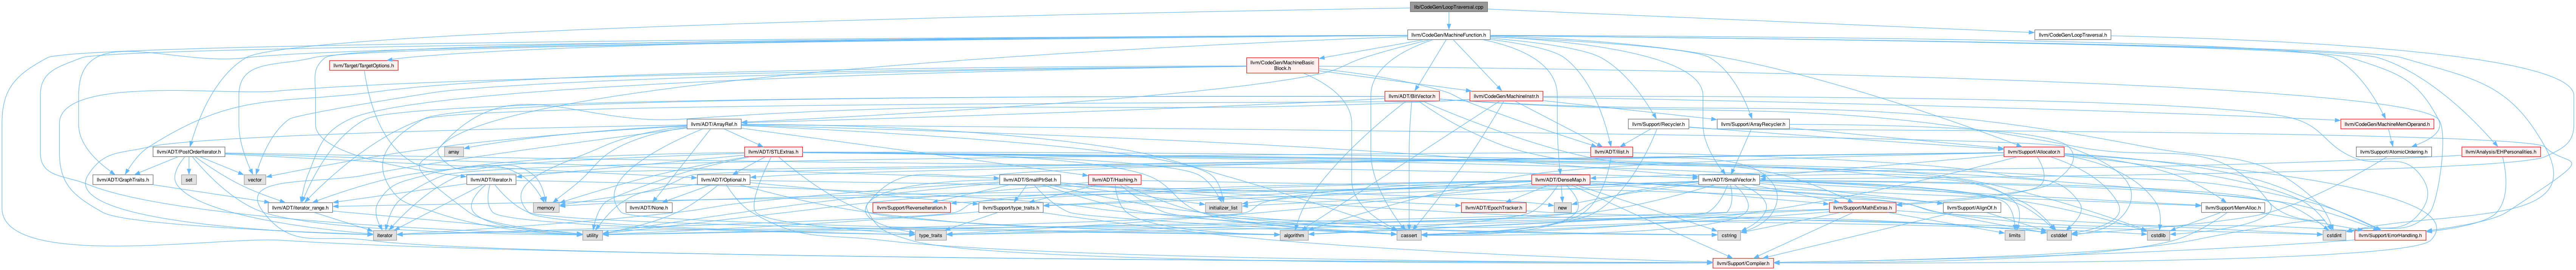 lib/CodeGen/LoopTraversal.cpp
llvm/CodeGen/MachineFunction.h
llvm/CodeGen/LoopTraversal.h
llvm/Target/TargetOptions.h
llvm/CodeGen/MachineBasic
Block.h
llvm/ADT/BitVector.h
llvm/CodeGen/MachineInstr.h
llvm/ADT/ArrayRef.h
llvm/Support/Recycler.h
llvm/Support/ArrayRecycler.h
llvm/CodeGen/MachineMemOperand.h
llvm/ADT/PostOrderIterator.h
array
llvm/ADT/STLExtras.h
llvm/ADT/ilist.h
llvm/Support/Allocator.h
llvm/Support/AtomicOrdering.h
llvm/Analysis/EHPersonalities.h
llvm/ADT/GraphTraits.h
set
vector
llvm/ADT/iterator.h
llvm/ADT/Optional.h
llvm/ADT/SmallPtrSet.h
llvm/ADT/Hashing.h
llvm/ADT/DenseMap.h
llvm/ADT/SmallVector.h
llvm/ADT/iterator_range.h
memory
llvm/ADT/None.h
llvm/Support/ReverseIteration.h
llvm/Support/type_traits.h
initializer_list
llvm/ADT/EpochTracker.h
new
llvm/Support/MathExtras.h
llvm/Support/AlignOf.h
llvm/Support/MemAlloc.h
iterator
utility
type_traits
algorithm
cassert
cstring
limits
cstddef
cstdlib
cstdint
llvm/Support/ErrorHandling.h
llvm/Support/Compiler.h